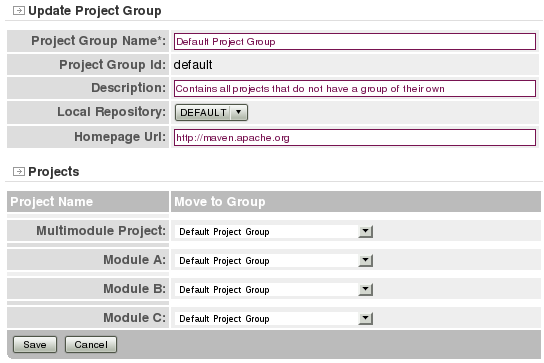 Update Project Group
Project Group Name*: Default Project Group
Project Group Id: default
Description: Contains all projects that do not have a group of their own
Local Repository: DEFAULT
Homepage Url: http://maven.apache.org
Projects
Project Name Move to Group
Multimodule Project: Default Project Group
Module A: Default Project Group
Module B: Default Project Group
Module C: Default Project Group
Save Cancel